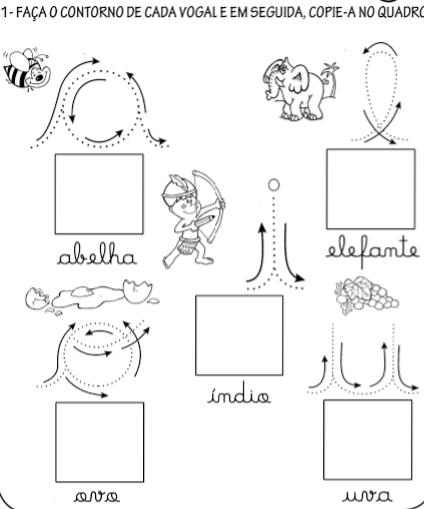 1- FAÇA O CONTORNO DE CADA VOGAL E EM SEGUIDA, COPIE-A NO QUADRO
abelha
elefante
índio
ovo
uva